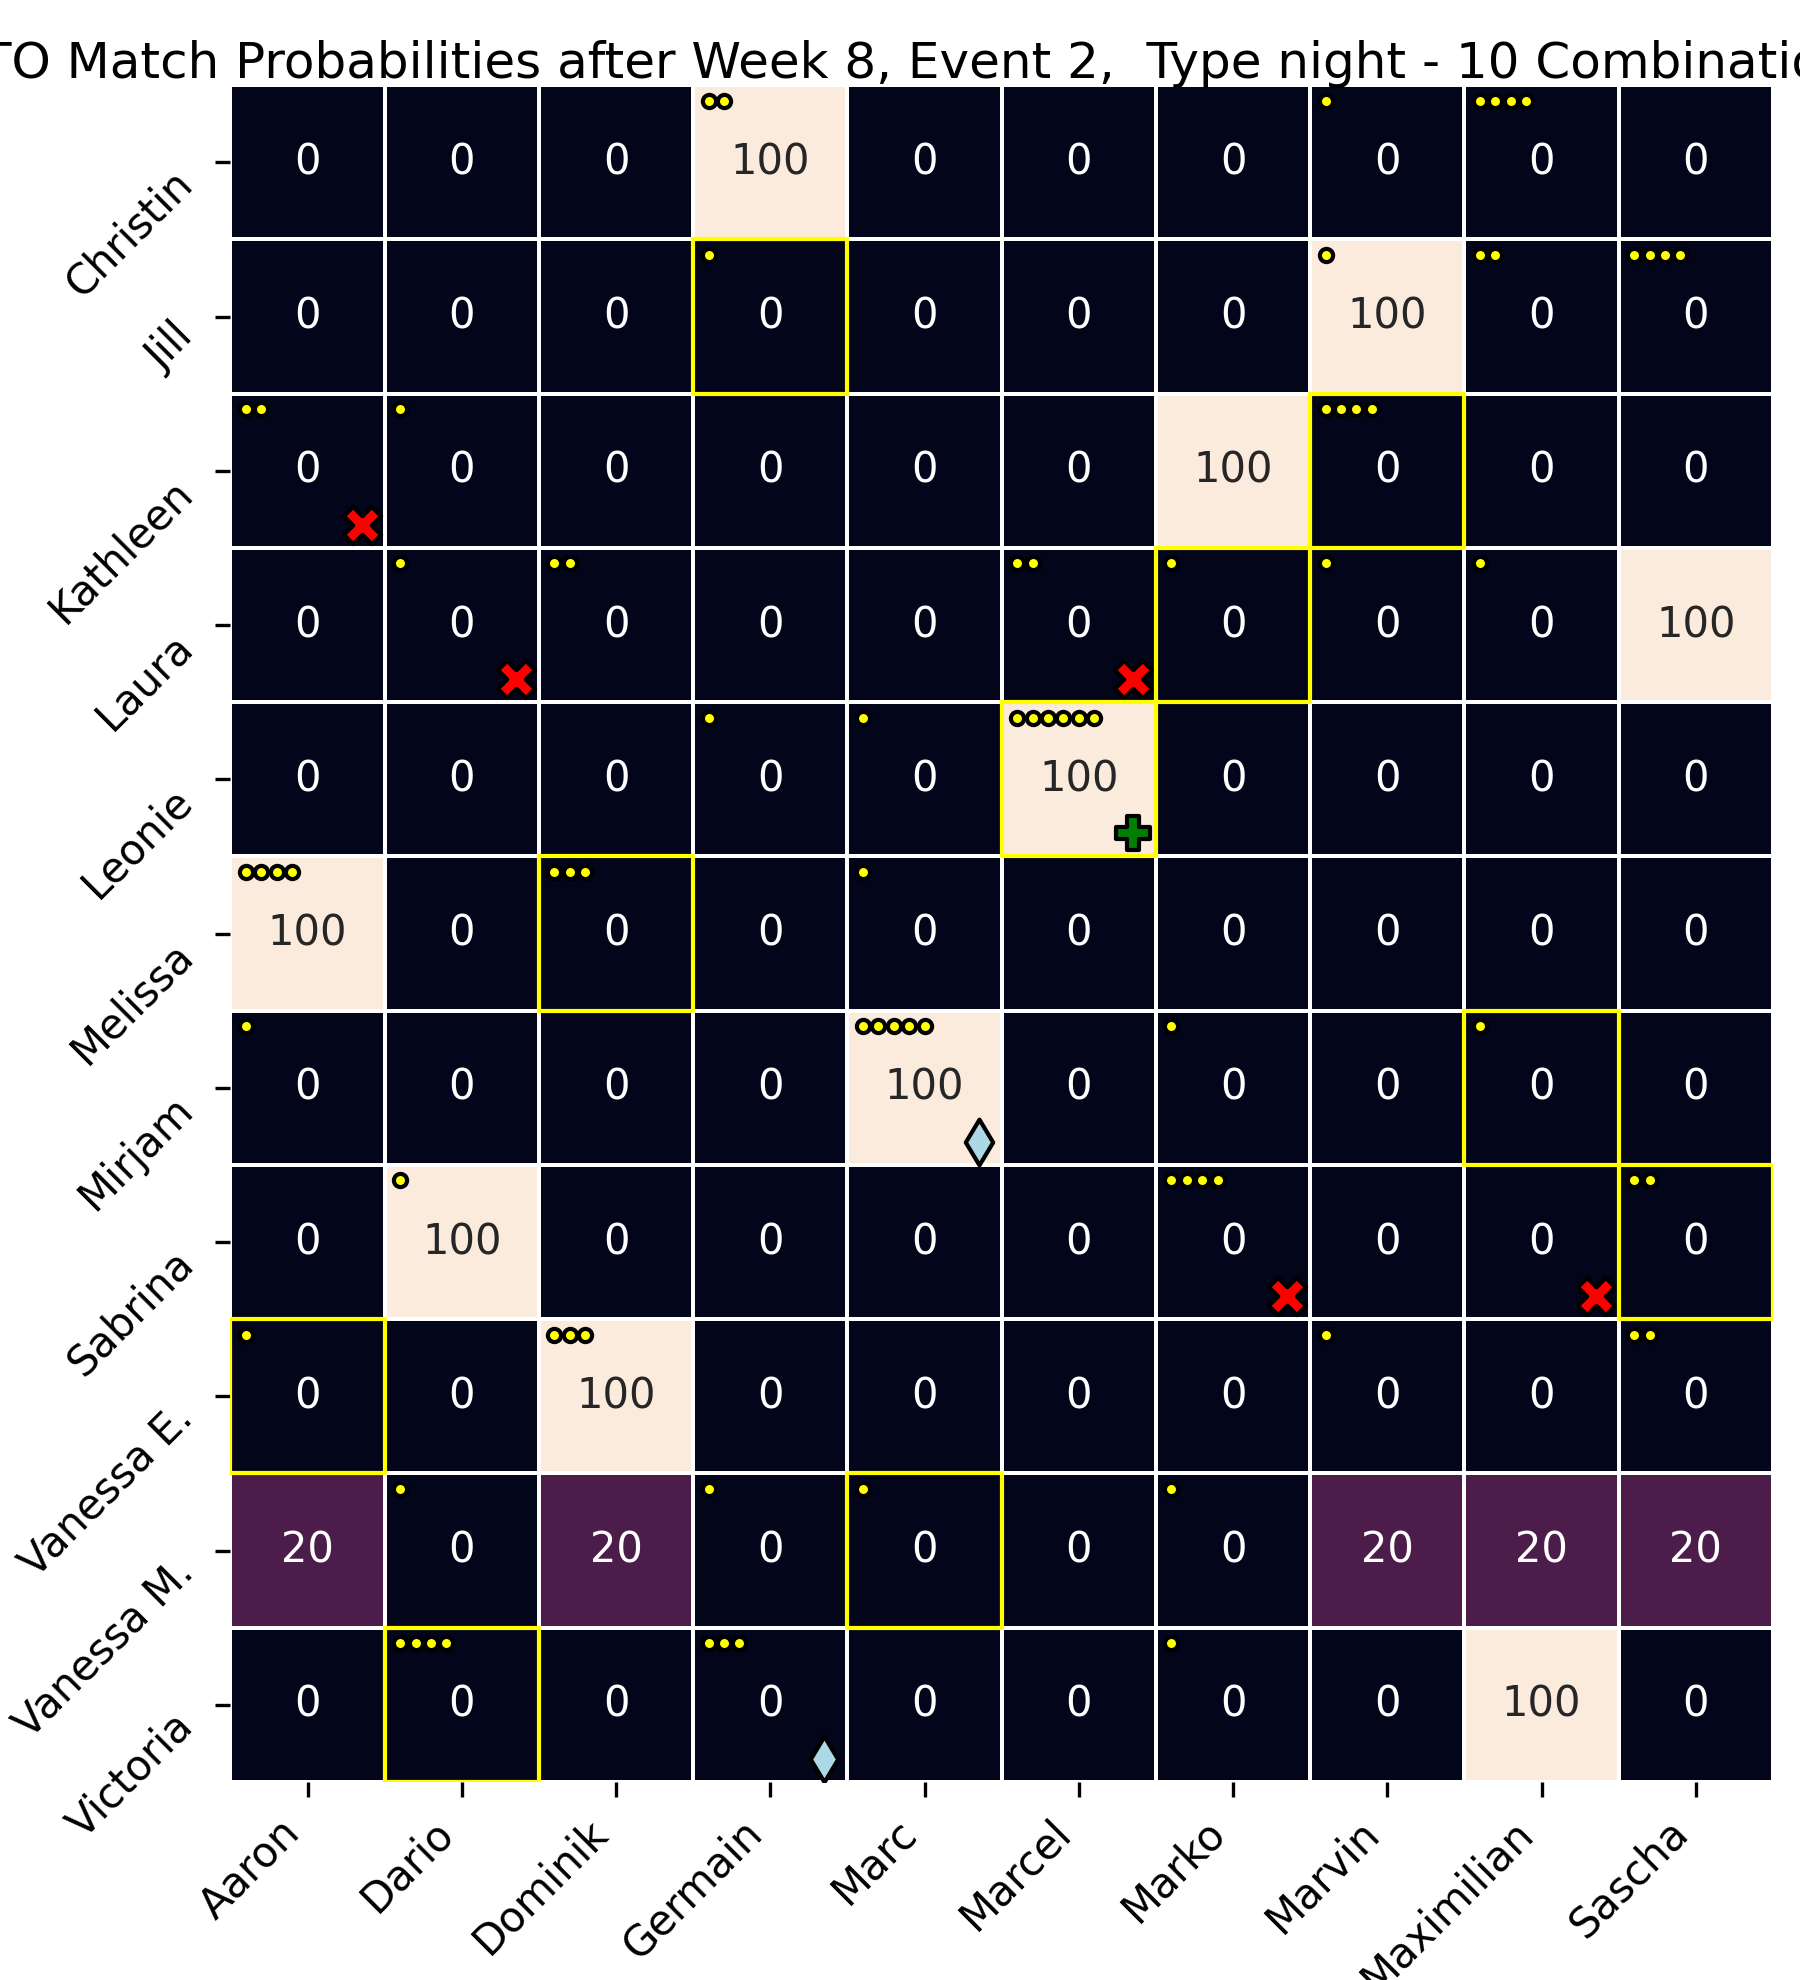 TO Match Probabilities after Week 8, Event 2, Type night - 10
Christin 0 0 0 100 0 0 0 0 0 0
Jill 0 0 0 0 0 0 0 100 0 0
Kathleen 0 0 0 0 0 0 100 0 0 0
Laura 0 0 0 0 0 0 0 0 0 100
Leonie 0 0 0 0 0 100 0 0 0 0
Melissa 100 0 0 0 0 0 0 0 0 0
Mirjam 0 0 0 0 100 0 0 0 0 0
Sabrina 0 100 0 0 0 0 0 0 0 0
Vanessa E. 0 0 100 0 0 0 0 0 0 0
Vanessa M. 20 0 20 0 0 0 0 20 20 20
Victoria 0 0 0 0 0 0 0 0 100 0
Aaron Dario Dominik Germain Marc Marcel Marko Marvin Maximilian Sascha